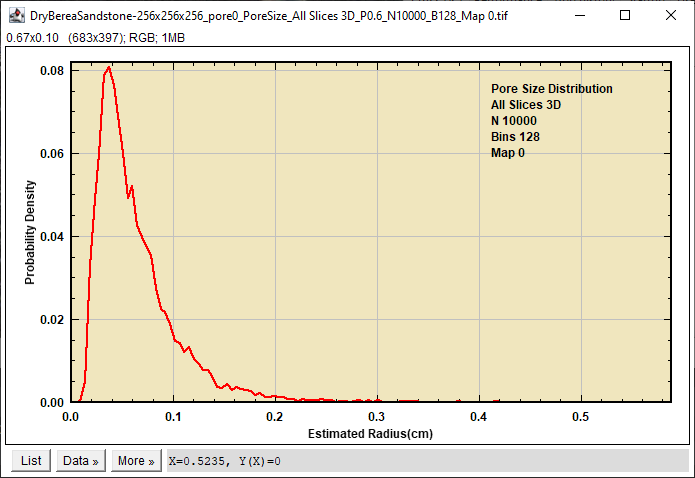 DryBereaSandstone-256x256x256_pore0_PoreSize_All Slices 3D_P0.6_N10000_B128_Map 0.tif
0.67x0.10 (683x397); RGB; 1MB
Pore Size Distribution
All Slices 3D
N 10000
Bins 128
Map 0
Probability Density
0.08
0.06
0.04
0.02
0.00
0.0 0.1 0.2 0.3 0.4 0.5
Estimated Radius(cm)
List Data » More » X=0.5235, Y(X)=0